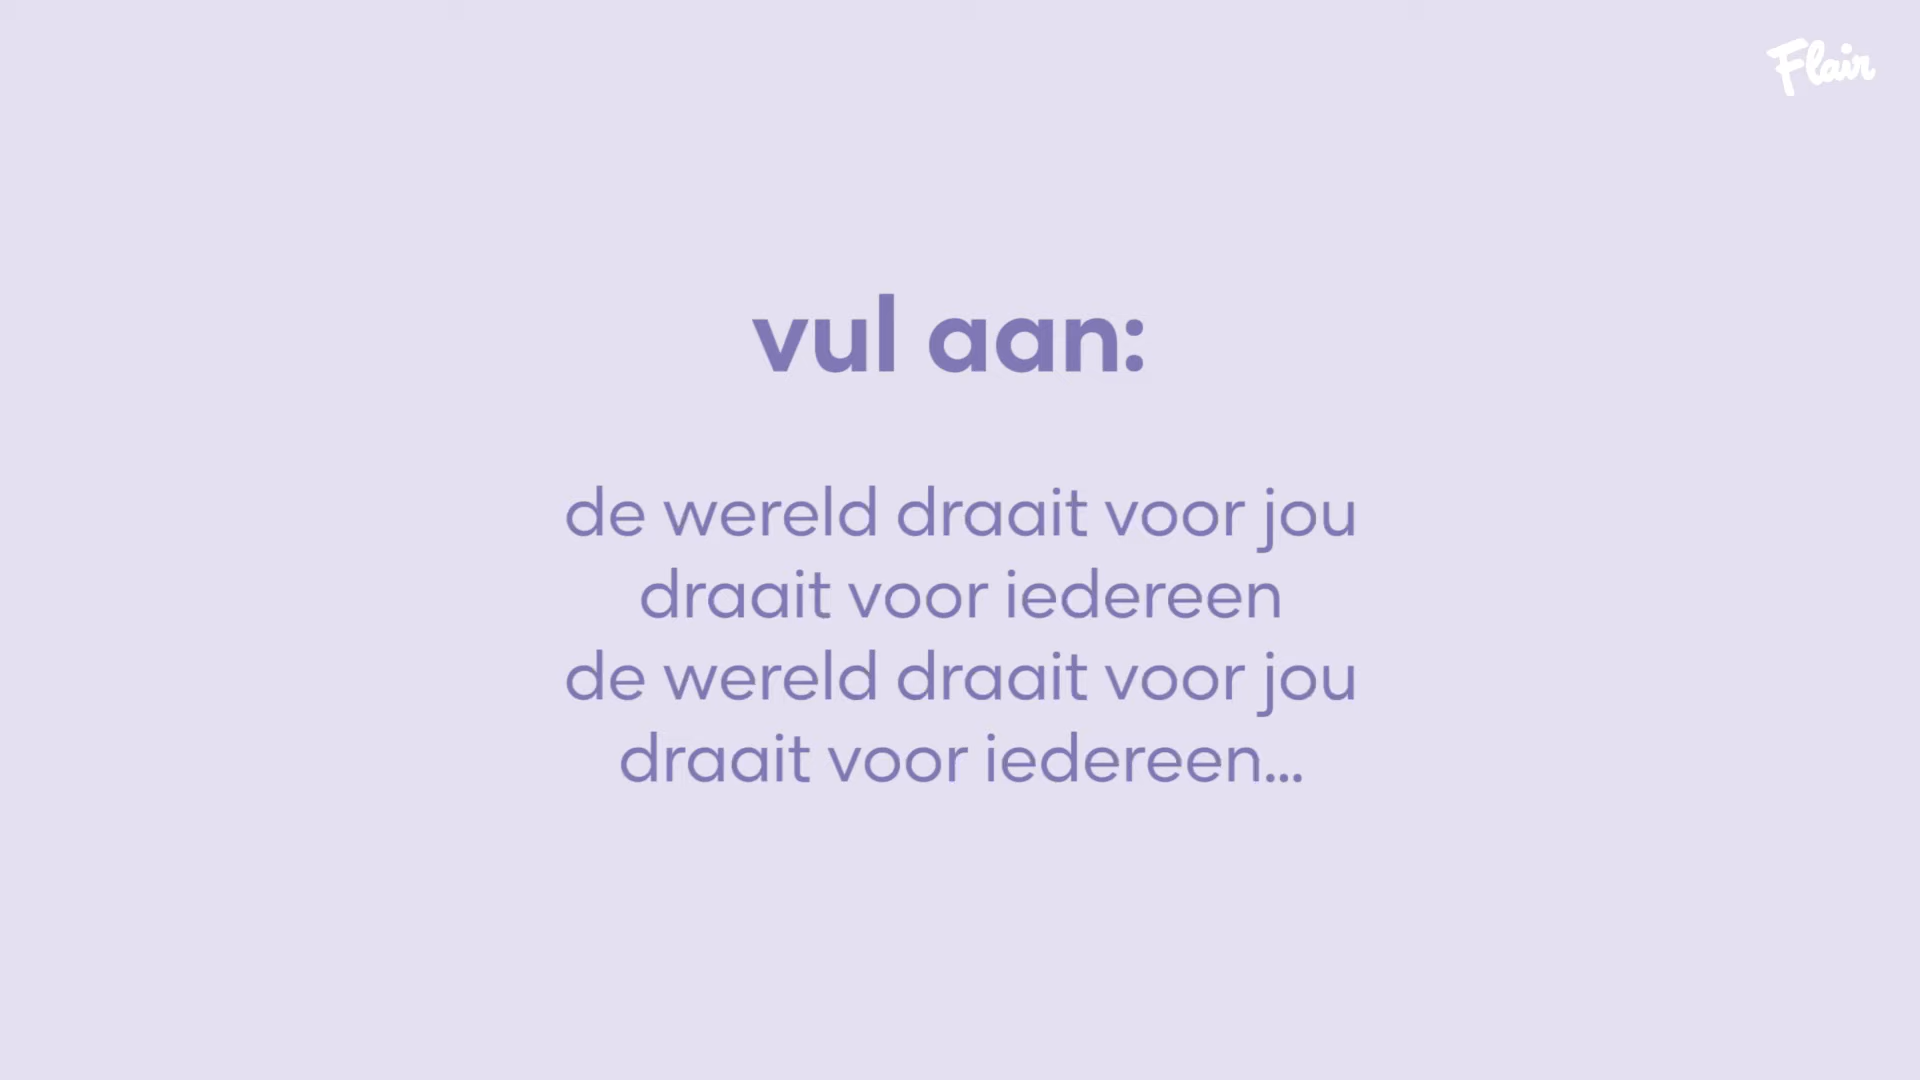 Flair
vul aan:
de wereld draait voor jou
draait voor iedereen
de wereld draait voor jou
draait voor iedereen...